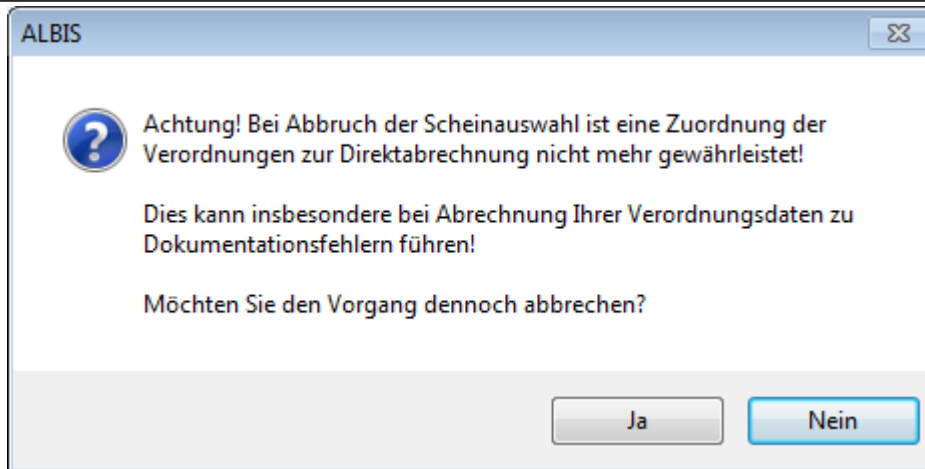 ALBIS
Achtung! Bei Abbruch der Scheinauswahl ist eine Zuordnung der
Verordnungen zur Direktabrechnung nicht mehr gewährleistet!
Dies kann insbesondere bei Abrechnung Ihrer Verordnungsdaten zu
Dokumentationsfehlern führen!
Möchten Sie den Vorgang dennoch abbrechen?
Ja
Nein